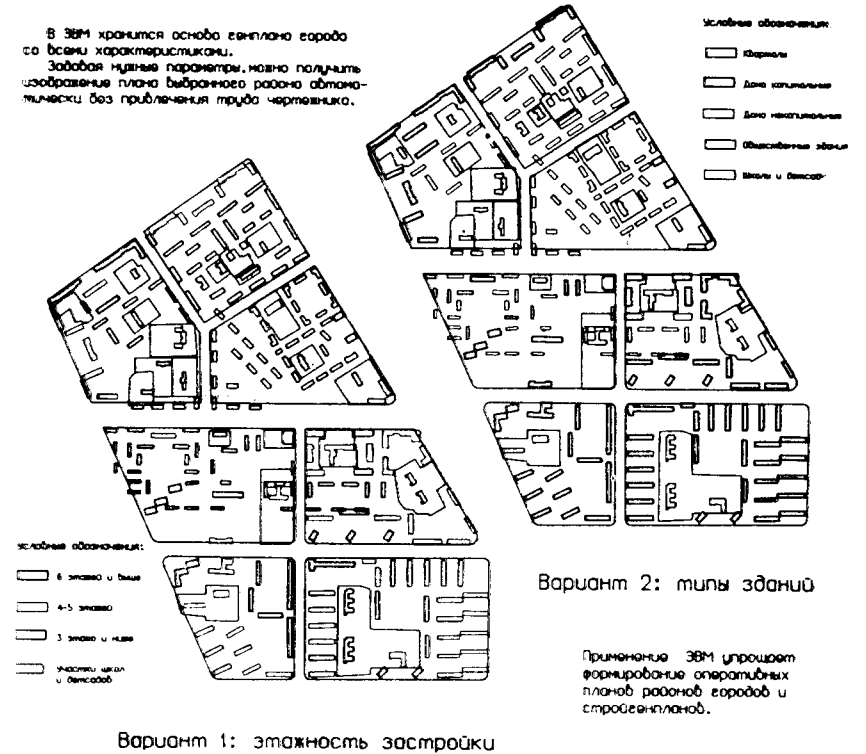 В ЭВМ хранится основа генплана города
со всеми характеристиками.
Задавая нужные параметры, можно получить
изображение плана выбранного района автома-
тически без привлечения труда чертежника.
Условные обозначения:
Кварталы
Дома капитальные
Дома некапитальные
Общественные здания
Школы и детсады
Условные обозначения:
6 этажей и выше
4-5 этажей
3 этажа и ниже
Участки школ
и детсадов
Вариант 2: типы зданий
Применение ЭВМ упрощает
формирование оперативных
планов районов городов и
стройгенпланов.
Вариант 1: этажность застройки